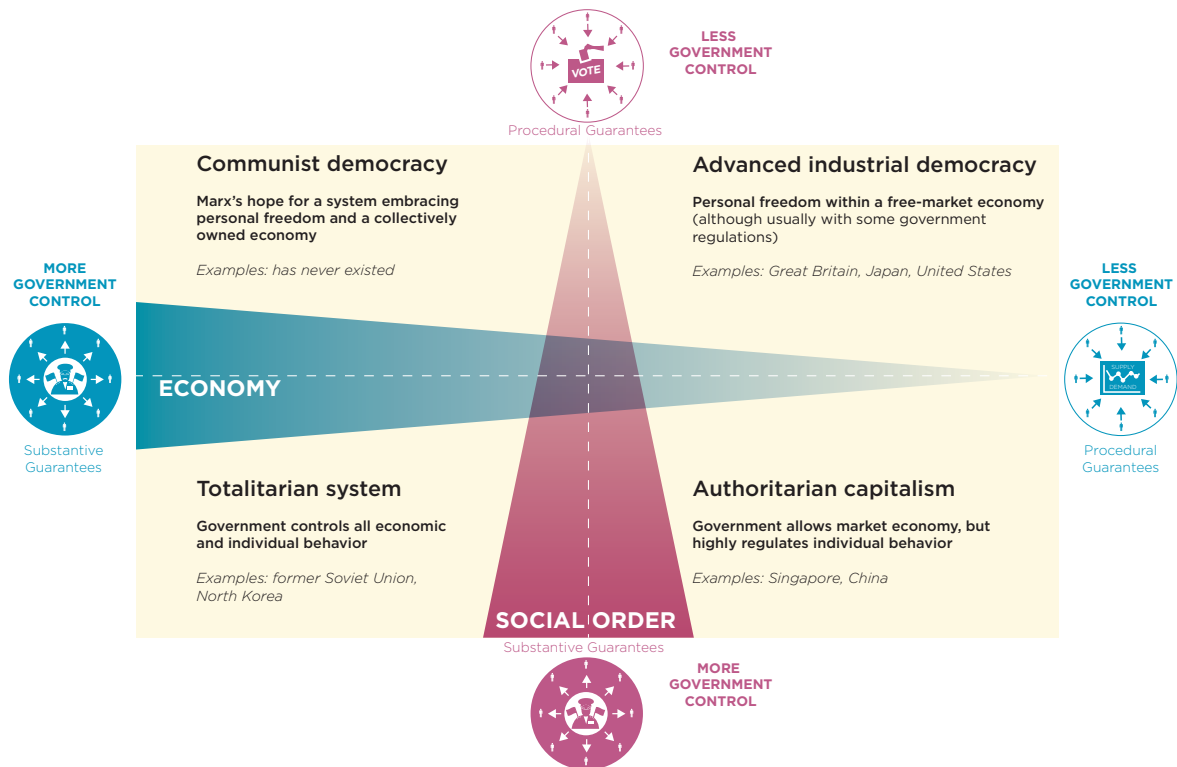 LESS
GOVERNMENT
CONTROL
VOTE
Procedural Guarantees
Communist democracy
Marx’s hope for a system embracing
personal freedom and a collectively
owned economy
Examples: has never existed
Advanced industrial democracy
Personal freedom within a free-market economy
(although usually with some government
regulations)
Examples: Great Britain, Japan, United States
MORE
GOVERNMENT
CONTROL
Substantive
Guarantees
ECONOMY
LESS
GOVERNMENT
CONTROL
SUPPLY
DEMAND
Procedural
Guarantees
Totalitarian system
Government controls all economic
and individual behavior
Examples: former Soviet Union,
North Korea
Authoritarian capitalism
Government allows market economy, but
highly regulates individual behavior
Examples: Singapore, China
SOCIAL ORDER
Substantive Guarantees
MORE
GOVERNMENT
CONTROL